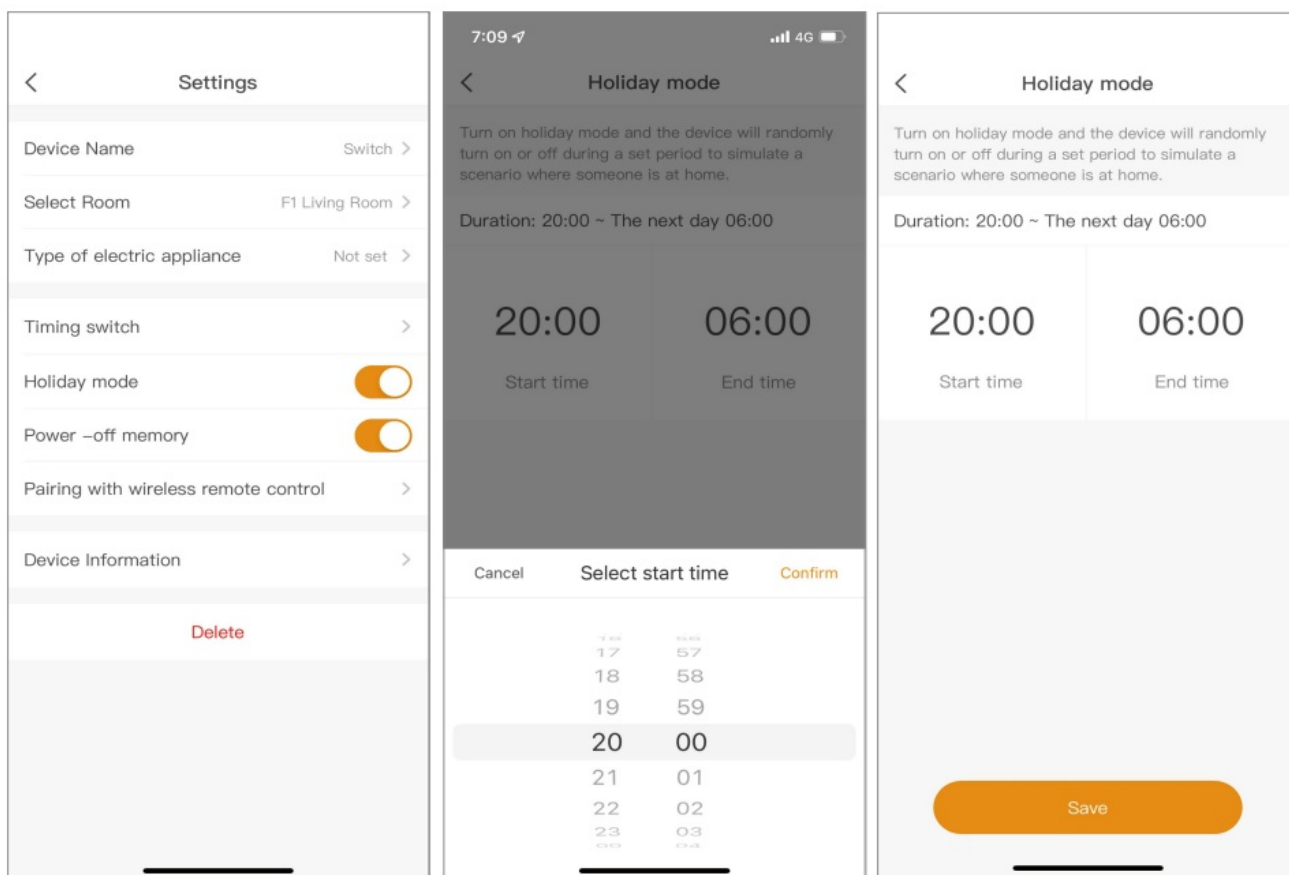 Settings
Device Name
Switch
Select Room
F1 Living Room
Type of electric appliance
Not set
Timing switch
Holiday mode
Power -off memory
Pairing with wireless remote control
Device Information
Delete
7:09
4G
Holiday mode
Turn on holiday mode and the device will randomly
turn on or off during a set period to simulate a
scenario where someone is at home.
Duration: 20:00 ~ The next day 06:00
20:00
06:00
Start time
End time
Cancel
Select start time
Confirm
17 57
18 58
19 59
20 00
21 01
22 02
23 03
Holiday mode
Turn on holiday mode and the device will randomly
turn on or off during a set period to simulate a
scenario where someone is at home.
Duration: 20:00 ~ The next day 06:00
20:00
06:00
Start time
End time
Save